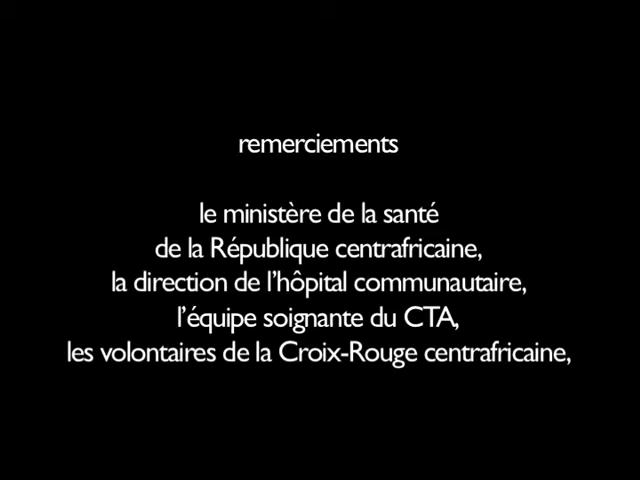 remerciements
le ministère de la santé
de la République centrafricaine,
la direction de l'hôpital communautaire,
l'équipe soignante du CTA,
les volontaires de la Croix-Rouge centrafricaine,